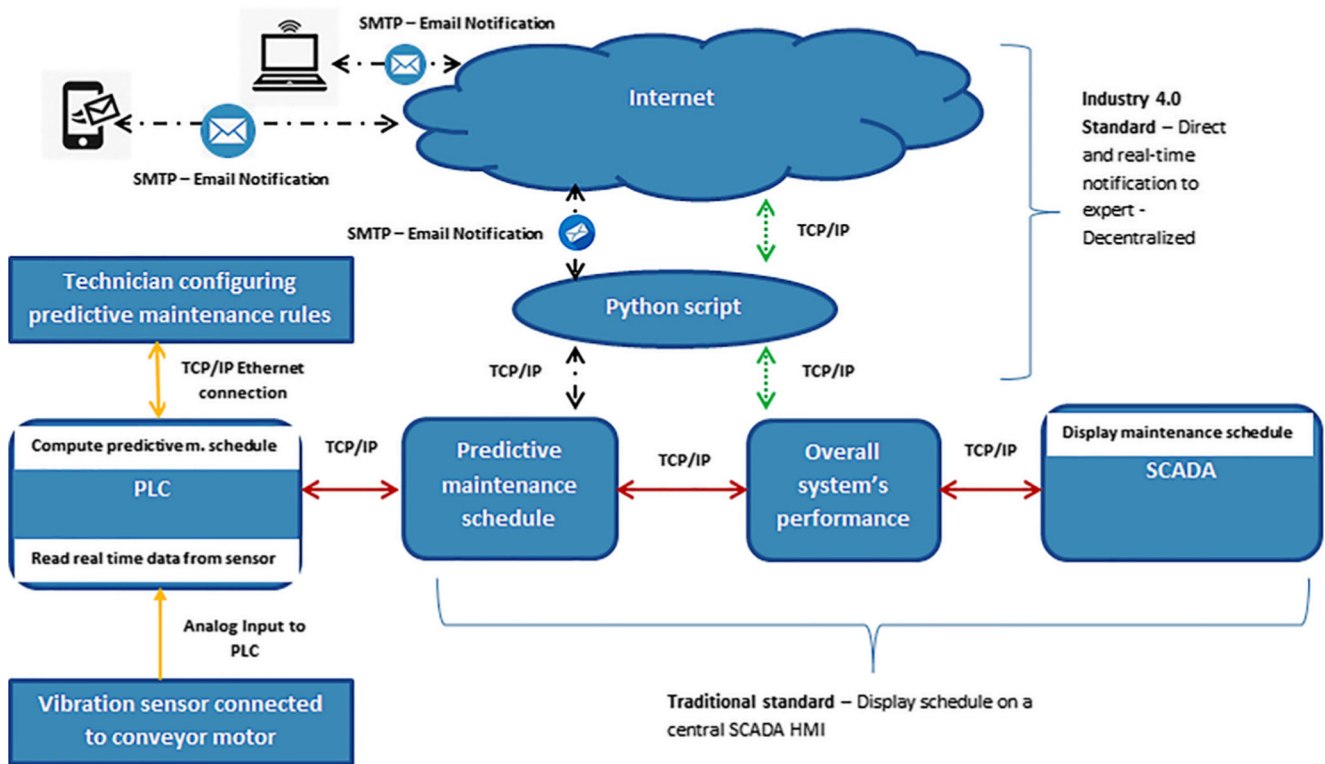 SMTP – Email Notification
Internet
SMTP – Email Notification
Industry 4.0
Standard – Direct
and real-time
notification to
expert -
Decentralized
SMTP – Email Notification
TCP/IP
Python script
Technician configuring
predictive maintenance rules
TCP/IP Ethernet
connection
TCP/IP
TCP/IP
Compute predictive m. schedule
PLC
Read real time data from sensor
TCP/IP
Predictive
maintenance
schedule
TCP/IP
Overall
system's
performance
TCP/IP
Display maintenance schedule
SCADA
Analog Input to
PLC
Vibration sensor connected
to conveyor motor
Traditional standard – Display schedule on a
central SCADA HMI